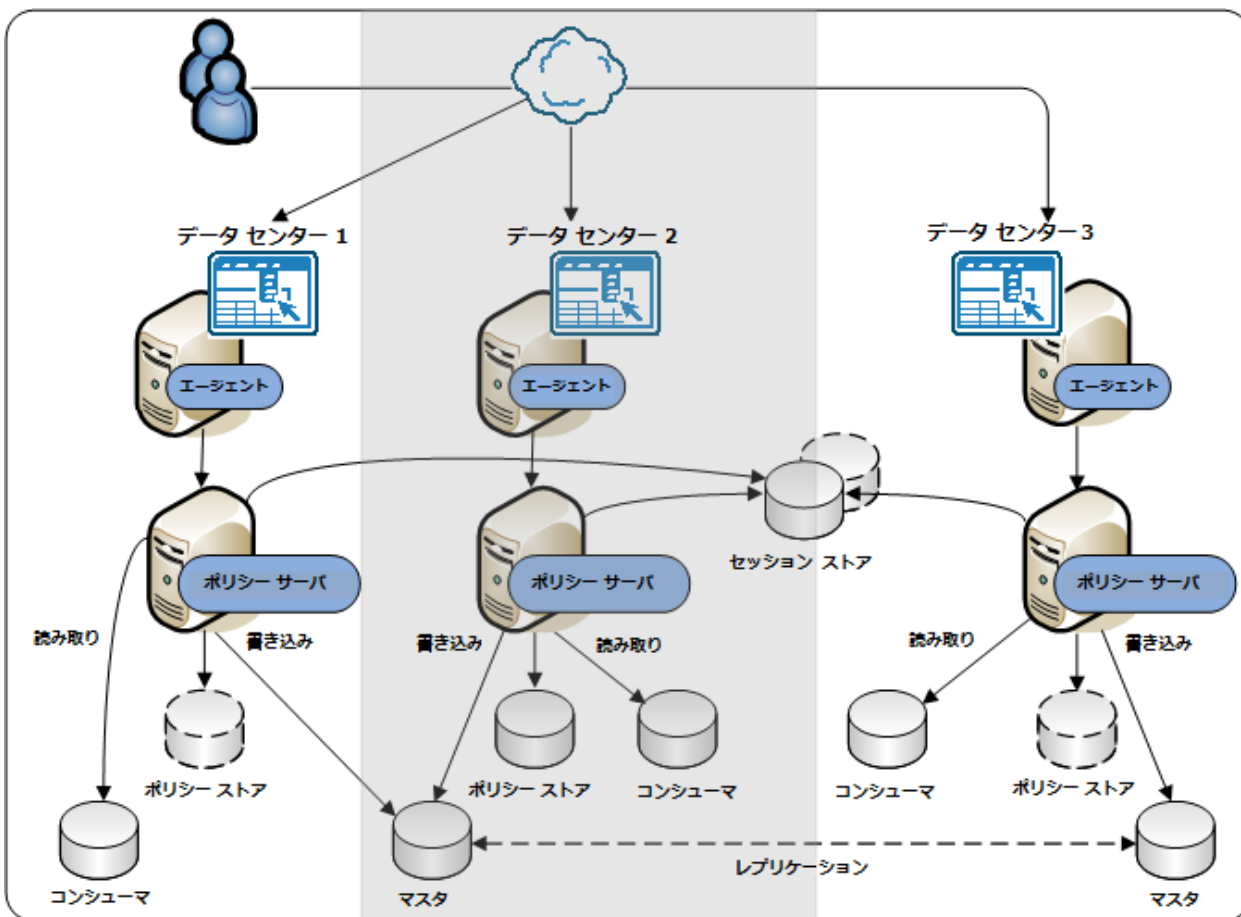 データ センター 1
データ センター 2
データ センター 3
エージェント
エージェント
エージェント
セッション ストア
ポリシー サーバ
ポリシー サーバ
ポリシー サーバ
読み取り
書き込み
書き込み
読み取り
読み取り
書き込み
ポリシー ストア
ポリシー ストア
コンシューマ
コンシューマ
ポリシー ストア
レプリケーション
コンシューマ
マスタ
マスタ